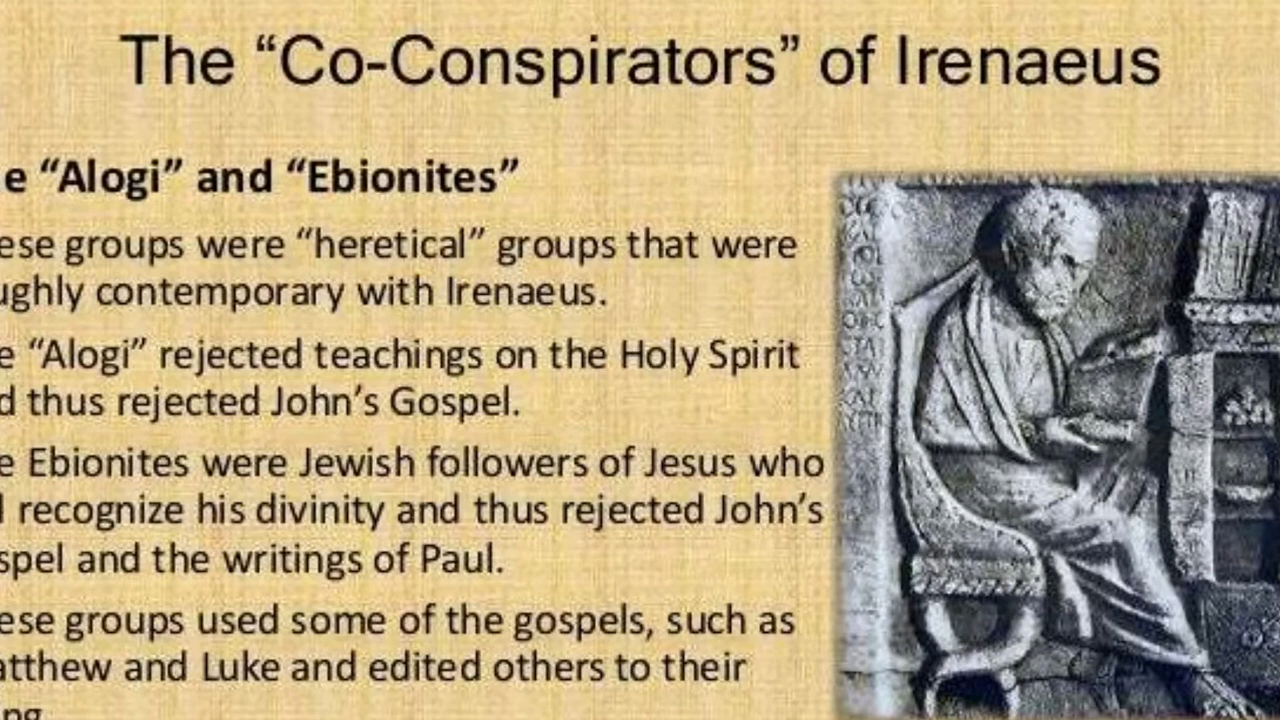 The “Co-Conspirators” of Irenaeus
e “Alogi” and “Ebionites”
ese groups were “heretical” groups that were
ughly contemporary with Irenaeus.
e “Alogi” rejected teachings on the Holy Spirit
d thus rejected John’s Gospel.
e Ebionites were Jewish followers of Jesus who
recognize his divinity and thus rejected John’s
spel and the writings of Paul.
ese groups used some of the gospels, such as
atthew and Luke and edited others to their
ng